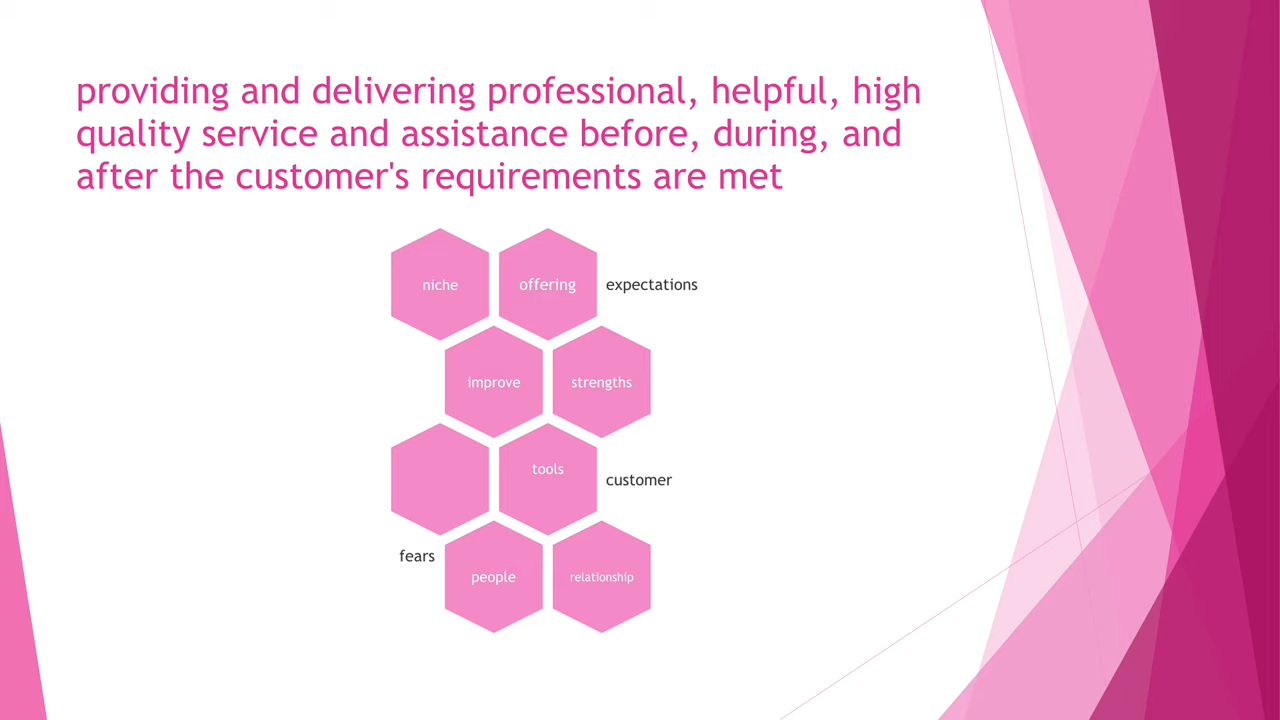 providing and delivering professional, helpful, high
quality service and assistance before, during, and
after the customer's requirements are met
niche
offering
expectations
improve
strengths
tools
customer
fears
people
relationship